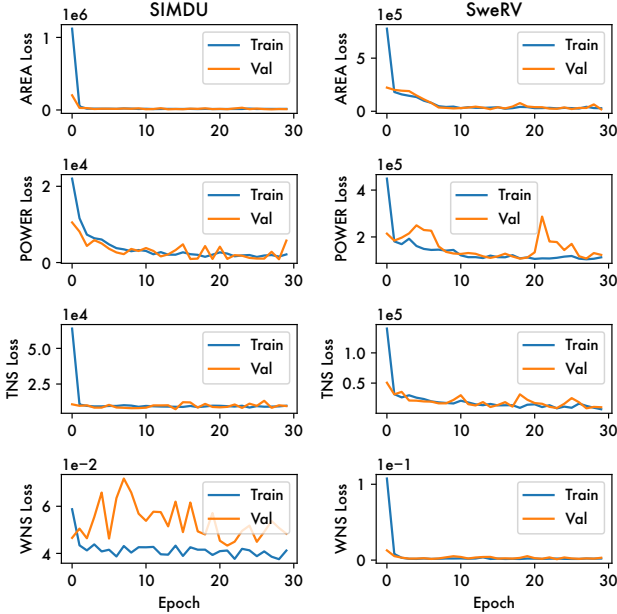 SIMDU
SweRV
1e6
1
0
AREA Loss
Train
Val
0
10
20
30
1e5
5
0
AREA Loss
Train
Val
0
10
20
30
1e4
2
0
POWER Loss
Train
Val
0
10
20
30
1e5
4
2
POWER Loss
Train
Val
0
10
20
30
1e4
5.0
2.5
TNS Loss
Train
Val
0
10
20
30
1e5
1.0
0.5
TNS Loss
Train
Val
0
10
20
30
1e−2
6
4
WNS Loss
Train
Val
0
10
20
30
Epoch
1e−1
1
0
WNS Loss
Train
Val
0
10
20
30
Epoch